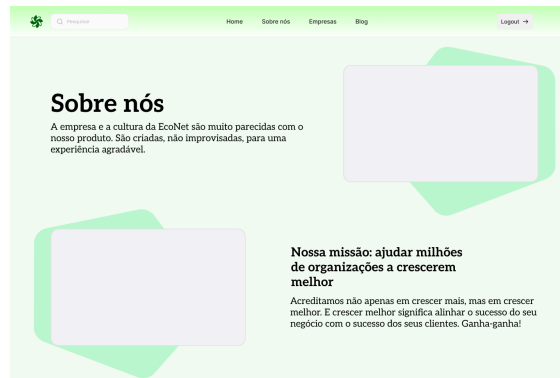 Pesquise
Home
Sobre nós
Empresas
Blog
Logout →
Sobre nós
A empresa e a cultura da EcoNet são muito parecidas com o
nosso produto. São criadas, não improvisadas, para uma
experiência agradável.
Nossa missão: ajudar milhões
de organizações a crescerem
melhor
Acreditamos não apenas em crescer mais, mas em crescer
melhor. E crescer melhor significa alinhar o sucesso do seu
negócio com o sucesso dos seus clientes. Ganha-ganha!